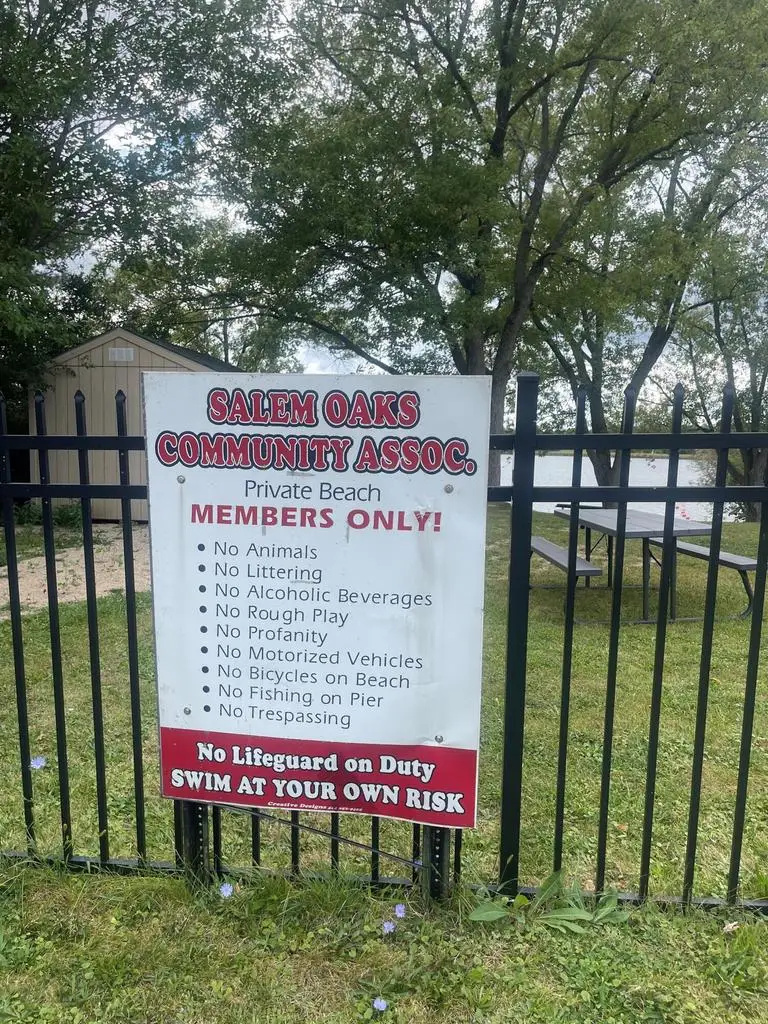 SALEM OAKS
COMMUNITY ASSOC.
Private Beach
MEMBERS ONLY!
• No Animals
• No Littering
• No Alcoholic Beverages
• No Rough Play
• No Profanity
• No Motorized Vehicles
• No Bicycles on Beach
• No Fishing on Pier
• No Trespassing
No Lifeguard on Duty
SWIM AT YOUR OWN RISK
Creative Designs